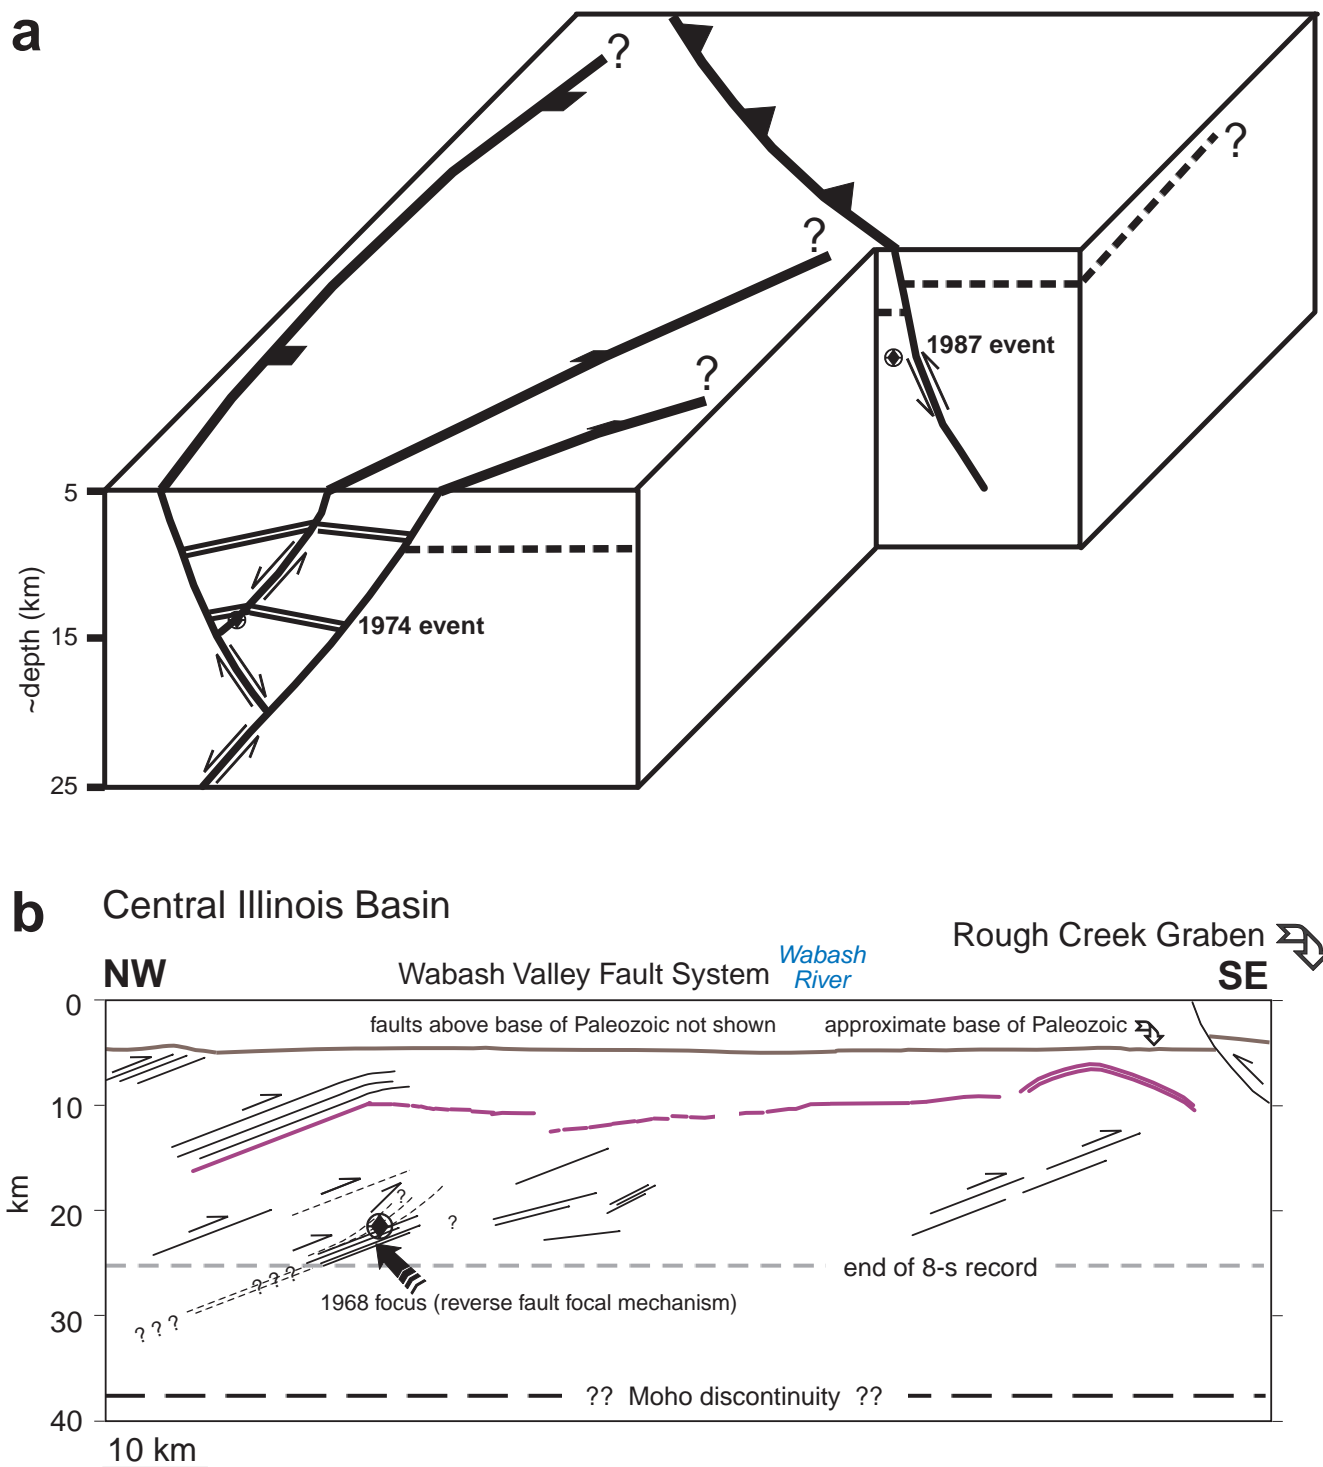 a
?
?
?
?
1987 event
5
15
25
~depth (km)
1974 event
b
Central Illinois Basin
Rough Creek Graben
NW
Wabash Valley Fault System
Wabash
River
SE
0
10
20
30
40
km
faults above base of Paleozoic not shown
approximate base of Paleozoic
?
?
? ? ?
? ? ?
end of 8-s record
1968 focus (reverse fault focal mechanism)
?? Moho discontinuity ??
10 km